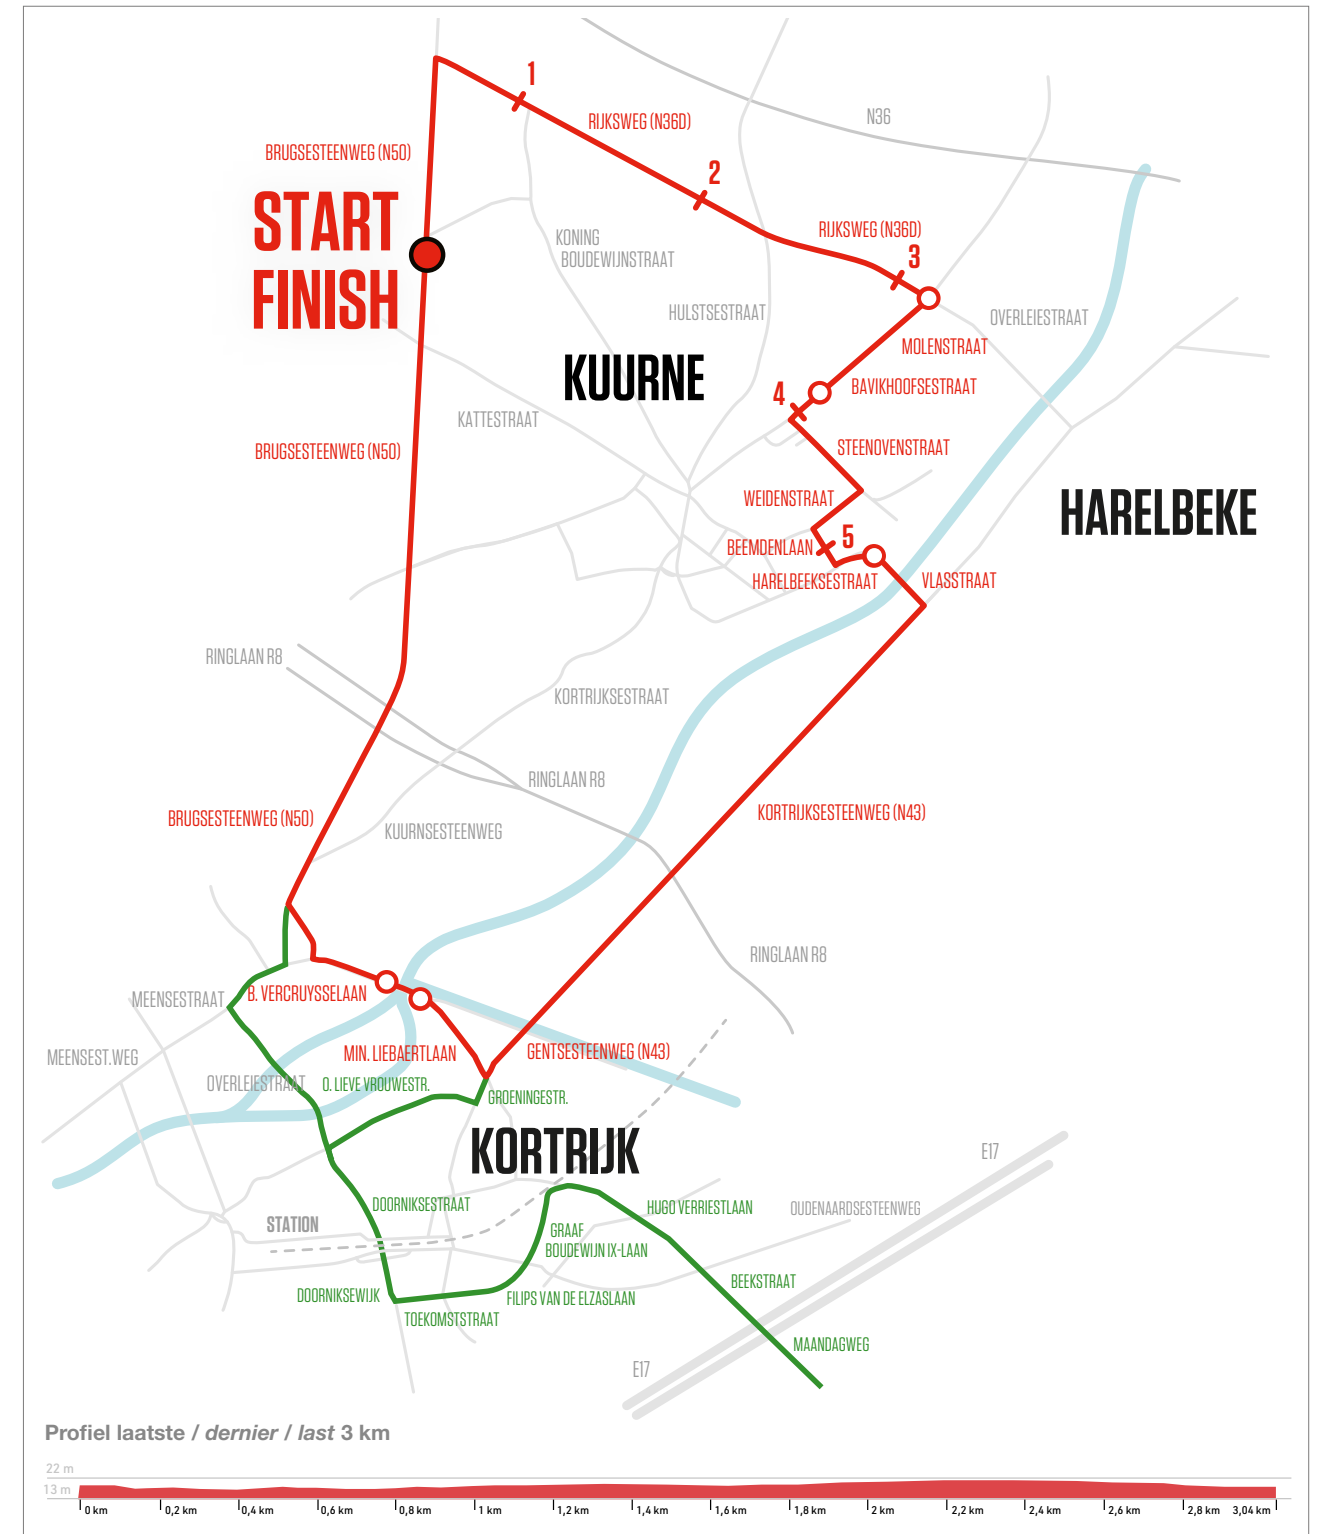 1
N36
RIJKSWEG (N36D)
BRUGSESTEENWEG (N50)
2
START
FINISH
RIJKSWEG (N36D)
KONING
BOUDEWIJNSTRAAT
3
HULSTSESTRAAT
OVERLEIESTRAAT
MOLENSTRAAT
KUURNE
BAVIKHOOFSESTRAAT
4
KATTESTRAAT
STEENOVENSTRAAT
BRUGSESTEENWEG (N50)
WEIDENSTRAAT
HARELBEKE
5
BEEMDENLAAN
HARELBEEKSESTRAAT
VLASSTRAAT
RINGLAAN R8
KORTRIJKSESTRAAT
RINGLAAN R8
KORTRIJKSESTEENWEG (N43)
BRUGSESTEENWEG (N50)
KUURNSESTEENWEG
RINGLAAN R8
B. VERCRUYSSELAAN
MEENSESTRAAT
MEENSEST.WEG
MIN. LIEBAERTLAAN
GENTSESTEENWEG (N43)
OVERLEIESTRAAT
O. LIEVE VROUWESTR.
GROENINGESTR.
KORTRIJK
E17
DOORNIKSESTRAAT
HUGO VERRIESTLAAN
OUDENAARDSESTEENWEG
STATION
GRAAF
BOUDEWIJN IX-LAAN
BEEKSTRAAT
DOORNIKSEWIJK
FILIPS VAN DE ELZASLAAN
TOEKOMSTSTRAAT
MAANDAGWEG
E17
Profiel laatste / dernier / last 3 km
22 m
13 m
0 km 0,2 km 0,4 km 0,6 km 0,8 km 1 km 1,2 km 1,4 km 1,6 km 1,8 km 2 km 2,2 km 2,4 km 2,6 km 2,8 km 3,04 km